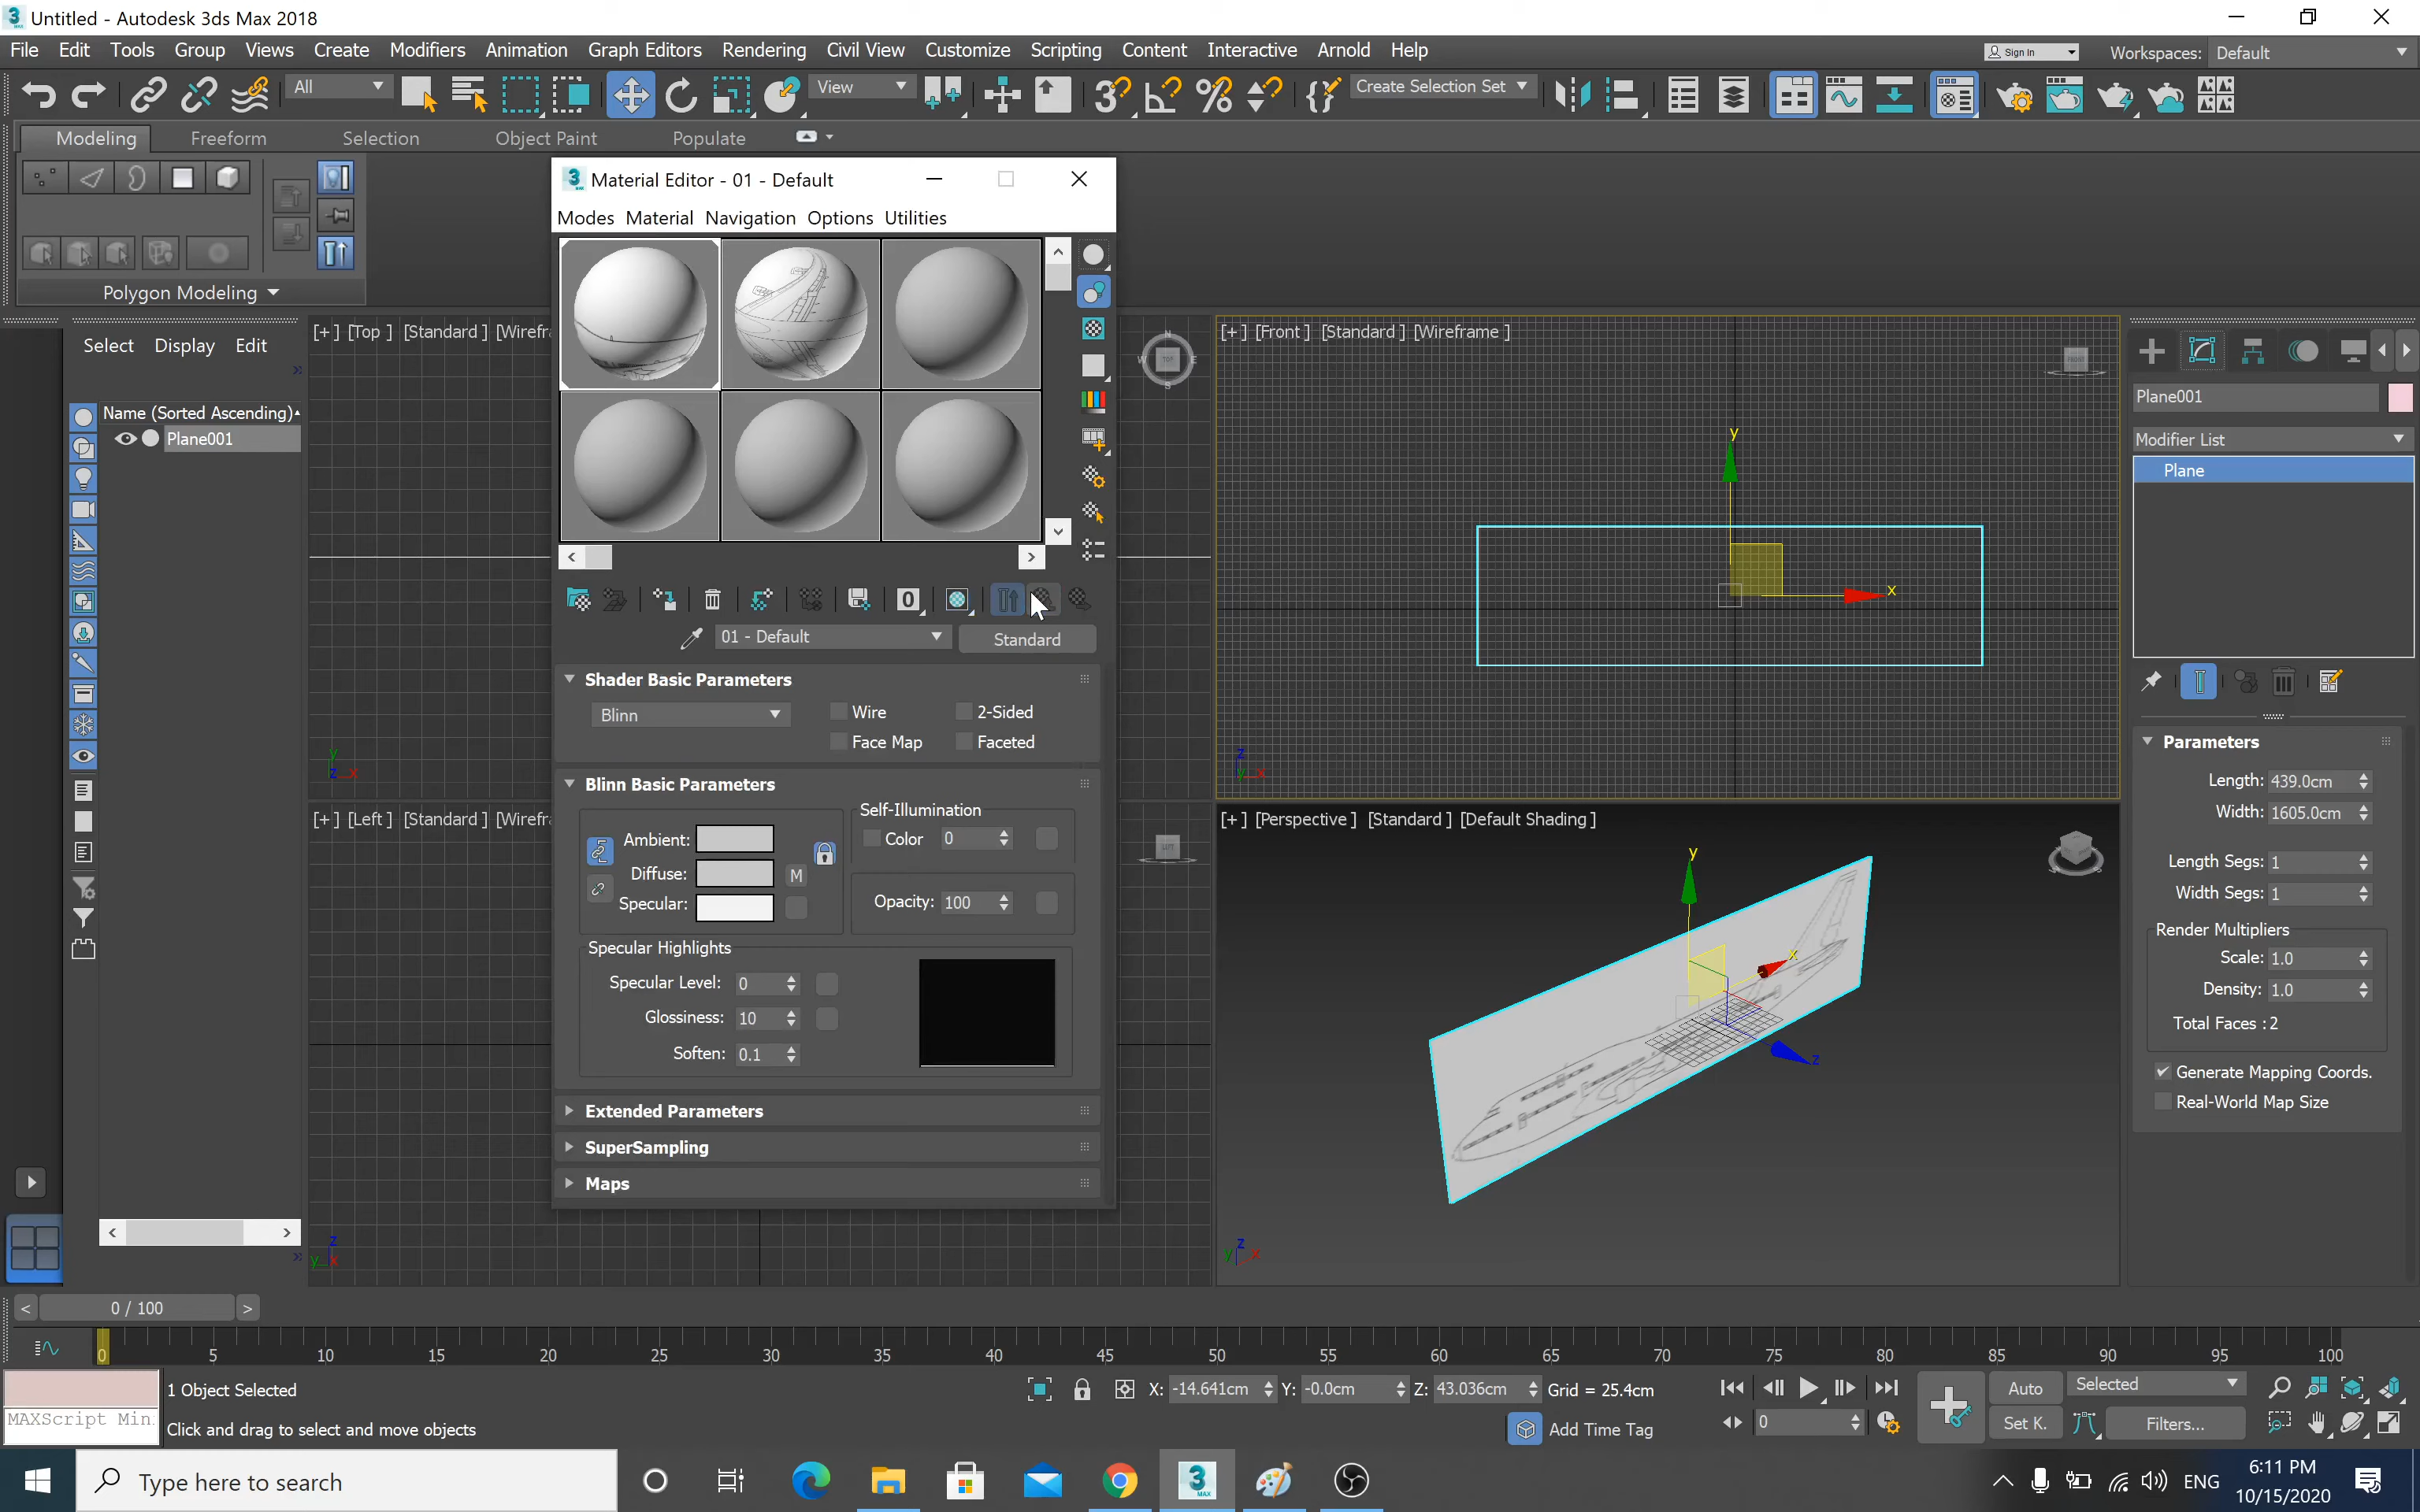 Untitled - Autodesk 3ds Max 2018
File Edit Tools Group Views Create Modifiers Animation Graph Editors Rendering Civil View Customize Scripting Content Interactive Arnold Help
Sign In
Workspaces: Default
All
View
Create Selection Set
Modeling Freeform Selection Object Paint Populate
Polygon Modeling
Material Editor - 01 - Default
Modes Material Navigation Options Utilities
01 - Default
Standard
Shader Basic Parameters
Blinn
Wire
2-Sided
Face Map
Faceted
Blinn Basic Parameters
Self-Illumination
Ambient:
Color 0
Diffuse:
M
Specular:
Opacity: 100
Specular Highlights
Specular Level: 0
Glossiness: 10
Soften: 0.1
Extended Parameters
SuperSampling
Maps
Select Display Edit
Name (Sorted Ascending)
Plane001
[+] [Top ] [Standard ] [Wirefra
[+] [Front ] [Standard ] [Wireframe ]
[+] [Left ] [Standard ] [Wirefra
[+] [Perspective ] [Standard ] [Default Shading ]
y
x
y
x
z
Plane001
Modifier List
Plane
Parameters
Length: 439.0cm
Width: 1605.0cm
Length Segs: 1
Width Segs: 1
Render Multipliers
Scale: 1.0
Density: 1.0
Total Faces : 2
Generate Mapping Coords.
Real-World Map Size
0 / 100
0 5 10 15 20 25 30 35 40 45 50 55 60 65 70 75 80 85 90 95 100
1 Object Selected
X: -14.641cm Y: -0.0cm Z: 43.036cm Grid = 25.4cm
Auto
Selected
MAXScript Min
Click and drag to select and move objects
Add Time Tag
0
Set K.
Filters...
Type here to search
ENG
6:11 PM
10/15/2020